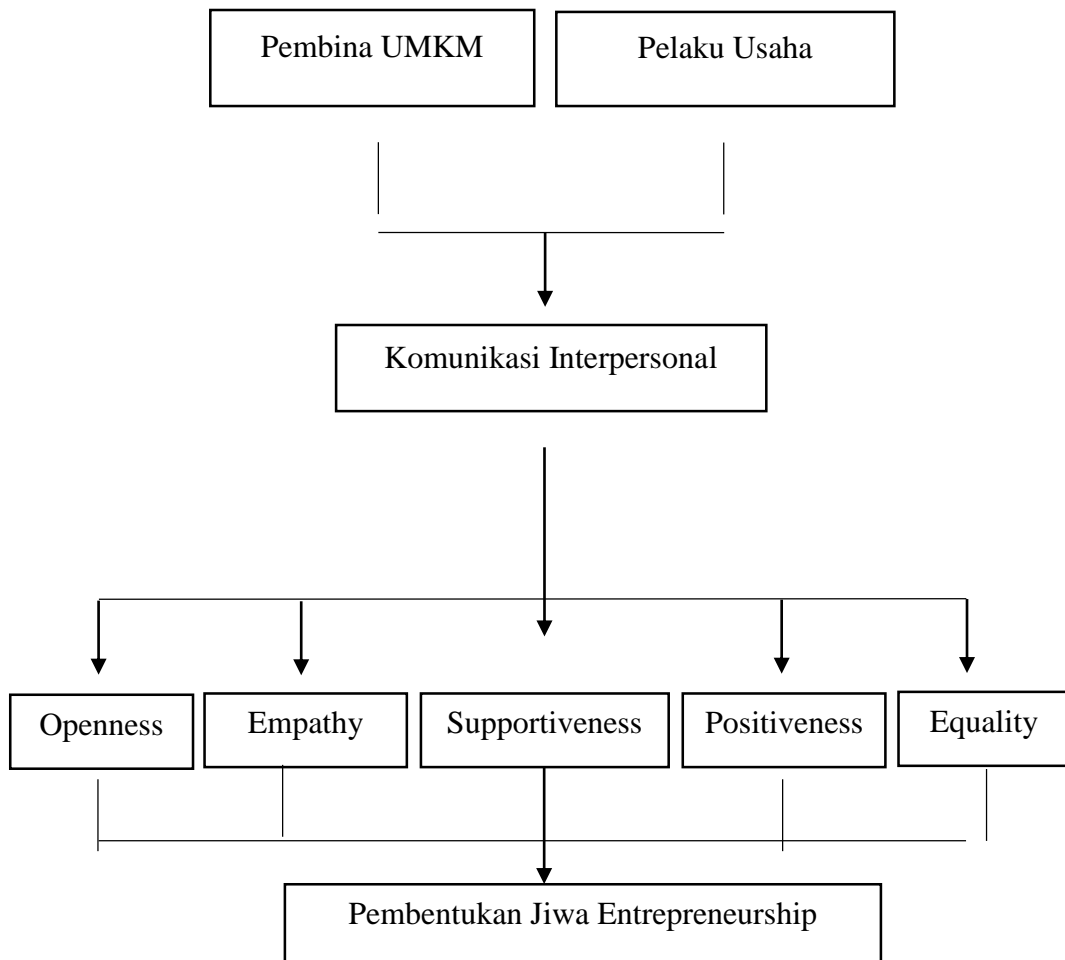 Pembina UMKM
Pelaku Usaha
Komunikasi Interpersonal
Openness
Empathy
Supportiveness
Positiveness
Equality
Pembentukan Jiwa Entrepreneurship